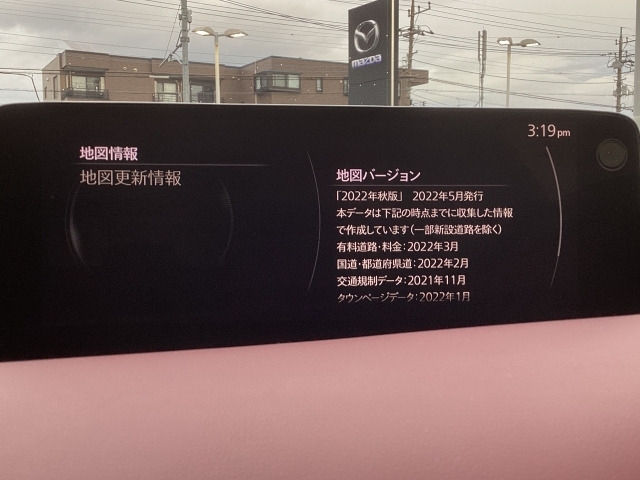 mazda
3:19pm
地図情報
地図更新情報
地図バージョン
「2022年秋版」 2022年5月発行
本データは下記の時点までに収集した情報
で作成しています(一部新設道路を除く)
有料道路・料金:2022年3月
国道・都道府県道:2022年2月
交通規制データ:2021年11月
タウンページデータ:2022年1月